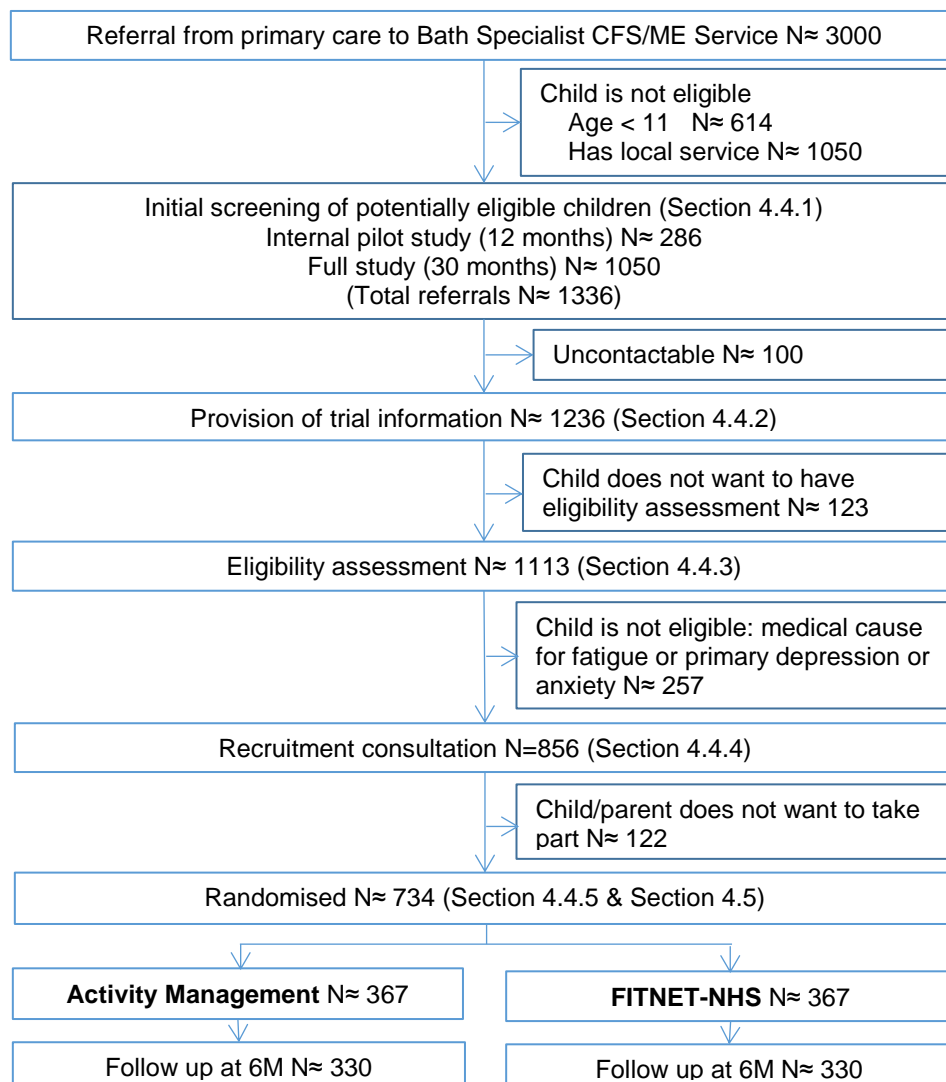 Referral from primary care to Bath Specialist CFS/ME Service N≈ 3000
Child is not eligible
Age < 11 N≈ 614
Has local service N≈ 1050
Initial screening of potentially eligible children (Section 4.4.1)
Internal pilot study (12 months) N≈ 286
Full study (30 months) N≈ 1050
(Total referrals N≈ 1336)
Uncontactable N≈ 100
Provision of trial information N≈ 1236 (Section 4.4.2)
Child does not want to have
eligibility assessment N≈ 123
Eligibility assessment N≈ 1113 (Section 4.4.3)
Child is not eligible: medical cause
for fatigue or primary depression or
anxiety N≈ 257
Recruitment consultation N=856 (Section 4.4.4)
Child/parent does not want to take
part N≈ 122
Randomised N≈ 734 (Section 4.4.5 & Section 4.5)
Activity Management N≈ 367
FITNET-NHS N≈ 367
Follow up at 6M N≈ 330
Follow up at 6M N≈ 330